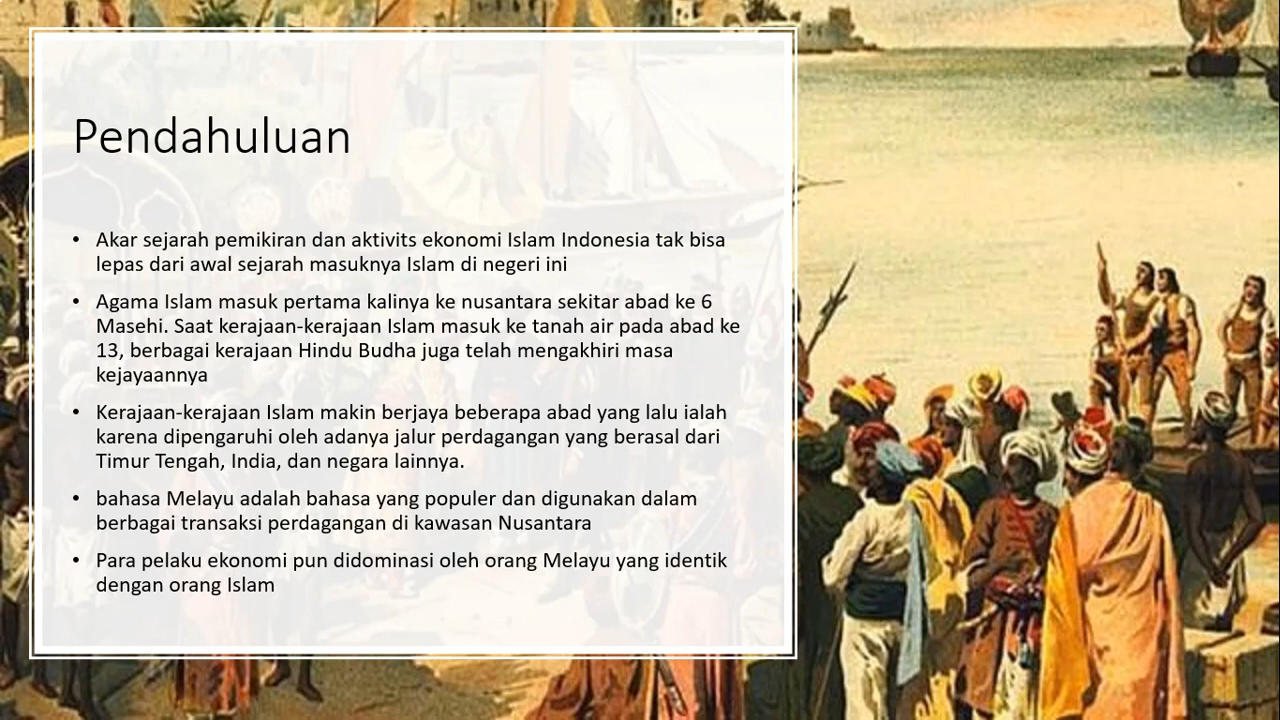 Pendahuluan
• Akar sejarah pemikiran dan aktivits ekonomi Islam Indonesia tak bisa
lepas dari awal sejarah masuknya Islam di negeri ini
• Agama Islam masuk pertama kalinya ke nusantara sekitar abad ke 6
Masehi. Saat kerajaan-kerajaan Islam masuk ke tanah air pada abad ke
13, berbagai kerajaan Hindu Budha juga telah mengakhiri masa
kejayaannya
• Kerajaan-kerajaan Islam makin berjaya beberapa abad yang lalu ialah
karena dipengaruhi oleh adanya jalur perdagangan yang berasal dari
Timur Tengah, India, dan negara lainnya.
• bahasa Melayu adalah bahasa yang populer dan digunakan dalam
berbagai transaksi perdagangan di kawasan Nusantara
• Para pelaku ekonomi pun didominasi oleh orang Melayu yang identik
dengan orang Islam